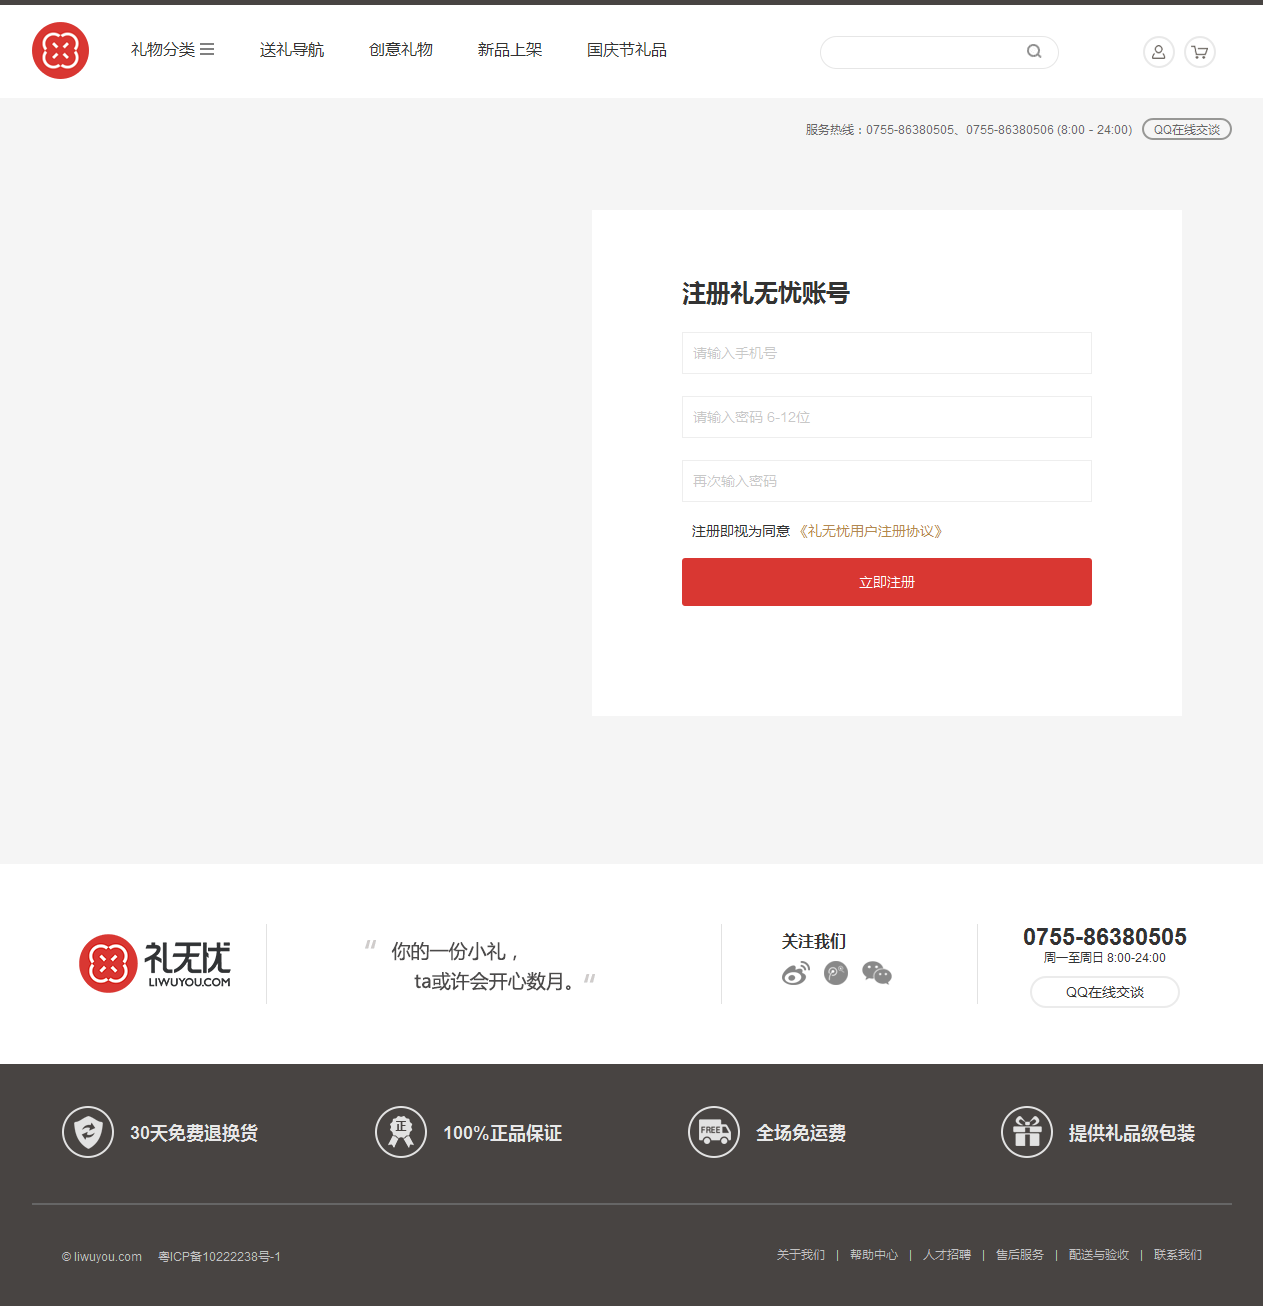 礼物分类 送礼导航 创意礼物 新品上架 国庆节礼品
服务热线：0755-86380505、0755-86380506 (8:00 - 24:00) QQ在线交谈
注册礼无忧账号
请输入手机号
请输入密码 6-12位
再次输入密码
注册即视为同意 《礼无忧用户注册协议》
立即注册
礼无忧
LIWUYOU.COM
“ 你的一份小礼，
ta或许会开心数月。 ”
关注我们
0755-86380505
周一至周日 8:00-24:00
QQ在线交谈
30天免费退换货
正
100%正品保证
FREE
全场免运费
提供礼品级包装
© liwuyou.com 粤ICP备10222238号-1
关于我们 | 帮助中心 | 人才招聘 | 售后服务 | 配送与验收 | 联系我们